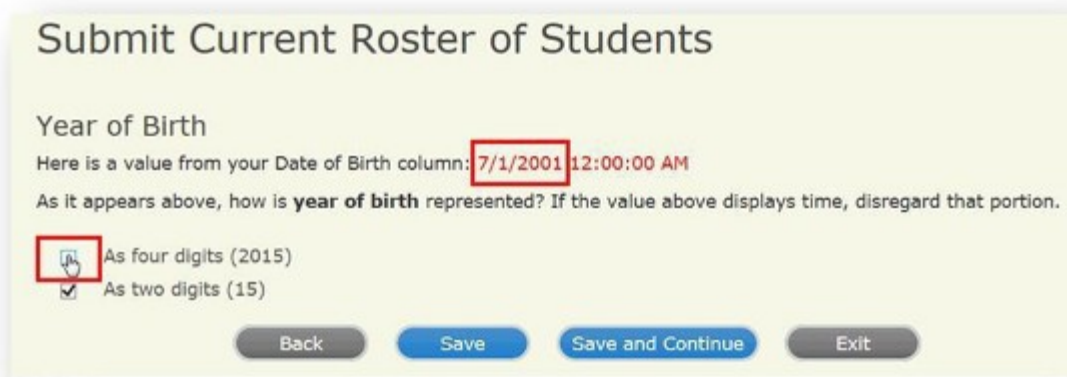 Submit Current Roster of Students
Year of Birth
Here is a value from your Date of Birth column: 7/1/2001 12:00:00 AM
As it appears above, how is year of birth represented? If the value above displays time, disregard that portion.
As four digits (2015)
As two digits (15)
Back Save Save and Continue Exit